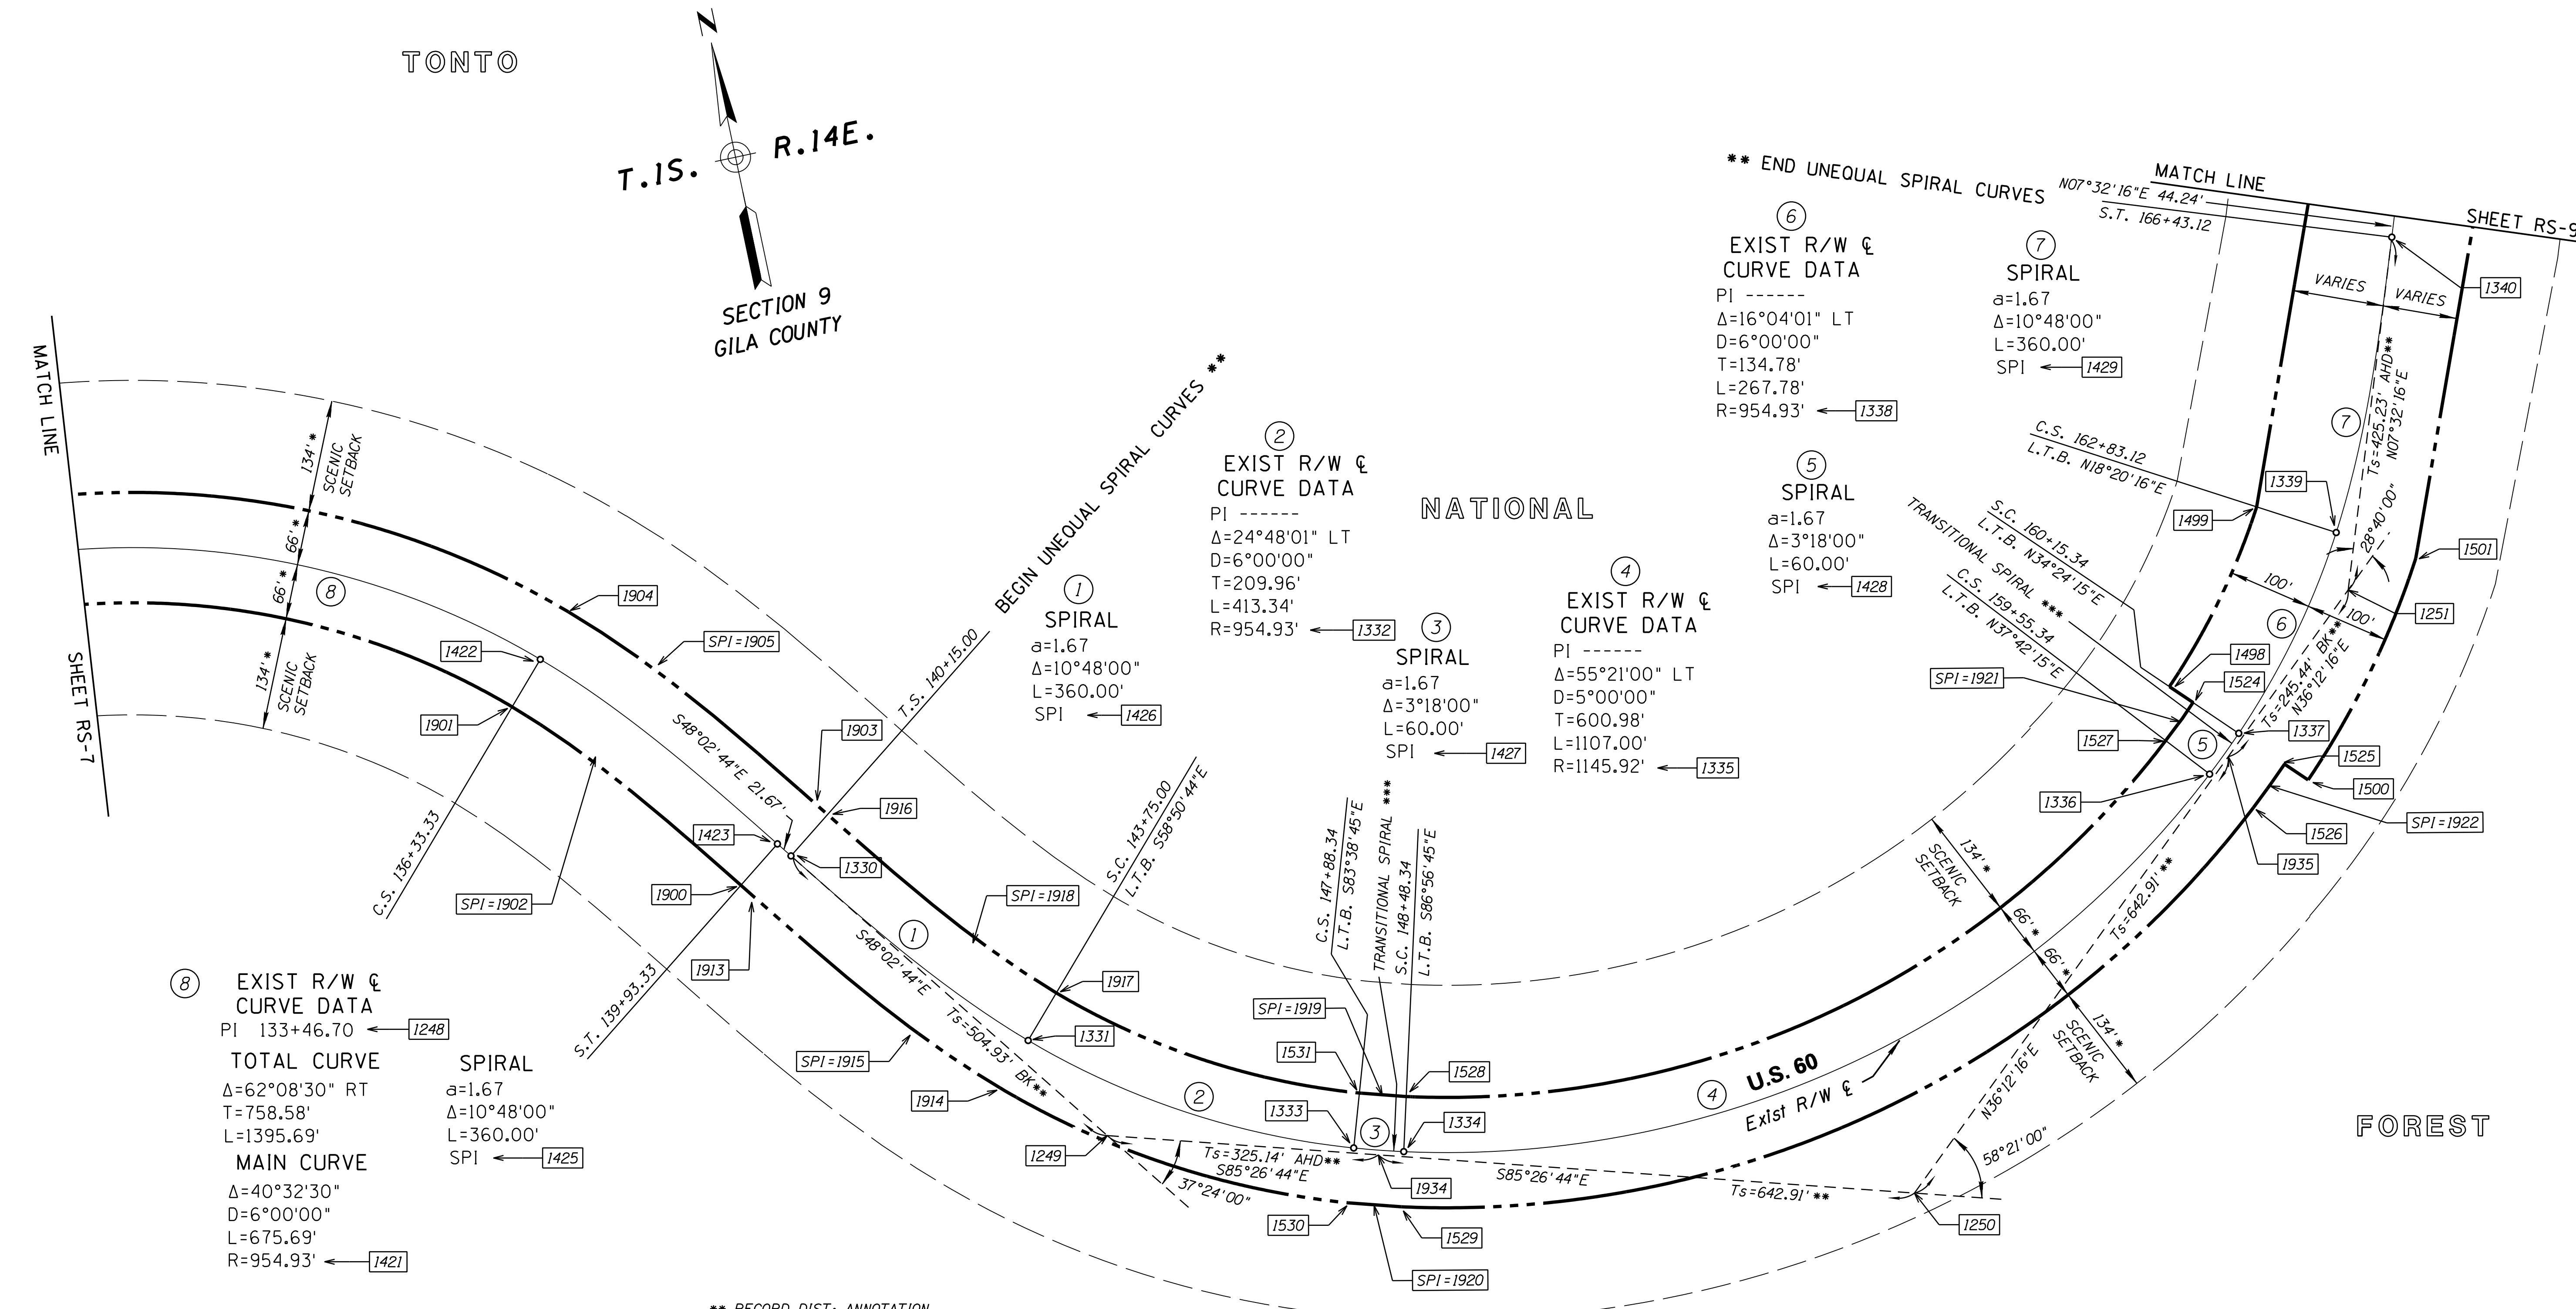 TONTO
N
T.1S.
R.14E.
SECTION 9
GILA COUNTY
** END UNEQUAL SPIRAL CURVES
MATCH LINE
SHEET RS-9
N07°32'16"E 44.24'
S.T. 166+43.12
6
EXIST R/W ℄
CURVE DATA
PI ------
Δ=16°04'01" LT
D=6°00'00"
T=134.78'
L=267.78'
R=954.93'
1338
7
SPIRAL
a=1.67
Δ=10°48'00"
L=360.00'
SPI
1429
VARIES
VARIES
1340
Ts=425.23' AHD**
N07°32'16"E
7
C.S. 162+83.12
L.T.B. N18°20'16"E
1339
1499
28°40'00"
1501
1251
100'
100'
6
S.C. 160+15.34
L.T.B. N34°24'15"E
TRANSITIONAL SPIRAL ***
C.S. 159+55.34
L.T.B. N37°42'15"E
1498
1524
SPI=1921
Ts=245.44' BK**
N36°12'16"E
1337
1527
5
1525
1336
1500
SPI=1922
1526
1935
MATCH LINE
SHEET RS-7
134'*
SCENIC
SETBACK
66'*
66'*
134'*
SCENIC
SETBACK
8
1422
1904
SPI=1905
1901
1903
S48°02'44"E 21.67'
T.S. 140+15.00
BEGIN UNEQUAL SPIRAL CURVES **
C.S. 136+33.33
SPI=1902
1423
1916
1330
1900
1913
S.T. 139+93.33
1
SPIRAL
a=1.67
Δ=10°48'00"
L=360.00'
SPI
1426
2
EXIST R/W ℄
CURVE DATA
PI ------
Δ=24°48'01" LT
D=6°00'00"
T=209.96'
L=413.34'
R=954.93'
1332
NATIONAL
3
SPIRAL
a=1.67
Δ=3°18'00"
L=60.00'
SPI
1427
4
EXIST R/W ℄
CURVE DATA
PI ------
Δ=55°21'00" LT
D=5°00'00"
T=600.98'
L=1107.00'
R=1145.92'
1335
5
SPIRAL
a=1.67
Δ=3°18'00"
L=60.00'
SPI
1428
S.C. 143+75.00
L.T.B. S58°50'44"E
SPI=1918
1
S48°02'44"E
Ts=504.93' BK**
1917
1331
SPI=1915
1914
1249
C.S. 147+88.34
L.T.B. S83°38'45"E
TRANSITIONAL SPIRAL ***
S.C. 148+48.34
L.T.B. S86°56'45"E
SPI=1919
1531
1528
2
1333
3
1334
Ts=325.14' AHD**
S85°26'44"E
1934
S85°26'44"E
Ts=642.91' **
37°24'00"
1530
1529
SPI=1920
4
U.S. 60
Exist R/W ℄
134'*
SCENIC
SETBACK
66'*
66'*
134'*
SCENIC
SETBACK
Ts=642.91' **
N36°12'16"E
58°21'00"
1250
FOREST
8
EXIST R/W ℄
CURVE DATA
PI 133+46.70
1248
TOTAL CURVE
Δ=62°08'30" RT
T=758.58'
L=1395.69'
MAIN CURVE
Δ=40°32'30"
D=6°00'00"
L=675.69'
R=954.93'
1421
SPIRAL
a=1.67
Δ=10°48'00"
L=360.00'
SPI
1425
** RECORD DIST. ANNOTATION